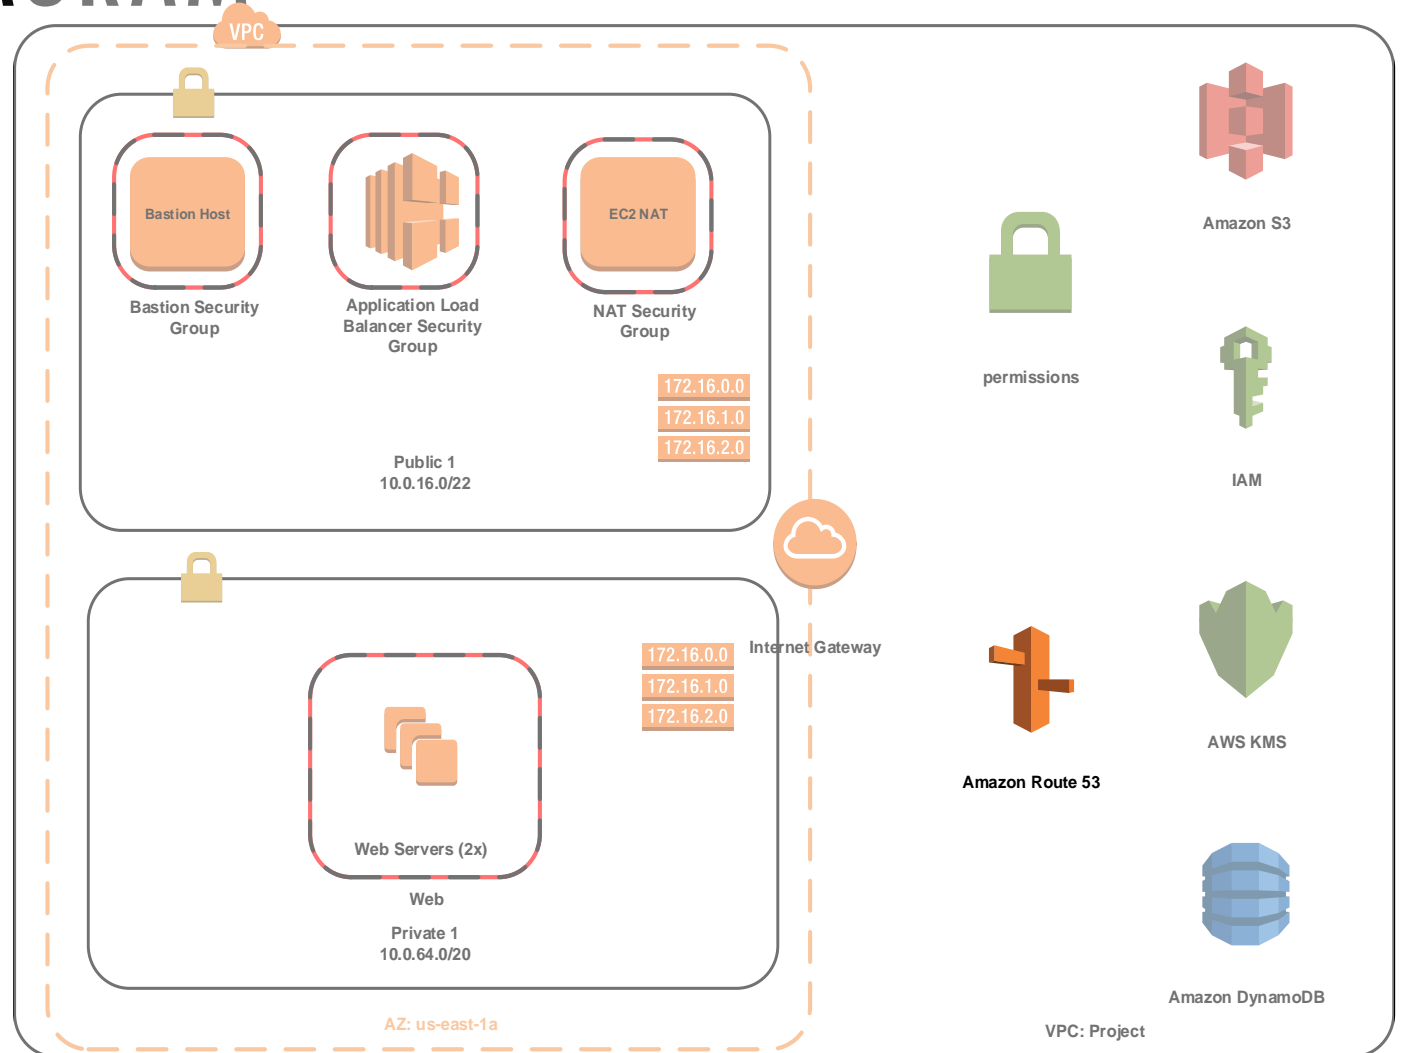 AGRAM
VPC
Bastion Host
EC2 NAT
Bastion Security
Group
Application Load
Balancer Security
Group
NAT Security
Group
172.16.0.0
172.16.1.0
172.16.2.0
Public 1
10.0.16.0/22
Internet Gateway
172.16.0.0
172.16.1.0
172.16.2.0
Web Servers (2x)
Web
Private 1
10.0.64.0/20
AZ: us-east-1a
Amazon S3
permissions
IAM
AWS KMS
Amazon Route 53
Amazon DynamoDB
VPC: Project